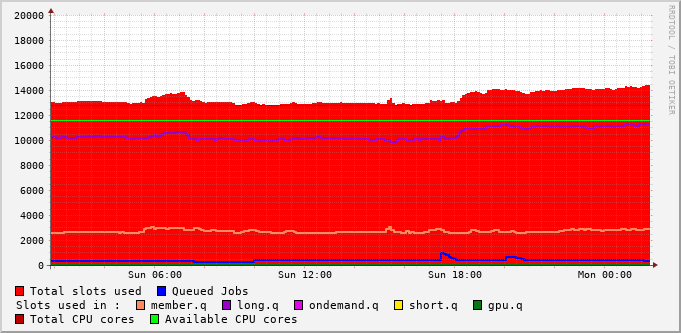 20000
18000
16000
14000
12000
10000
8000
6000
4000
2000
0
Sun 06:00 Sun 12:00 Sun 18:00 Mon 00:00
Total slots used Queued Jobs
Slots used in : member.q long.q ondemand.q short.q gpu.q
Total CPU cores Available CPU cores
RRDTOOL / TOBI OETIKER